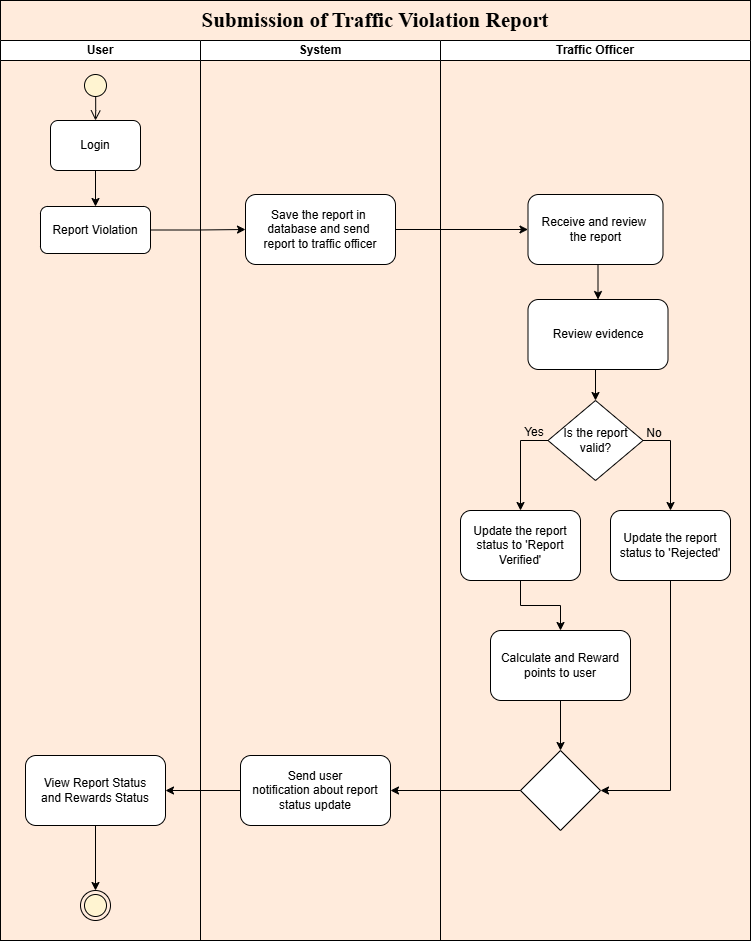 Submission of Traffic Violation Report
User
System
Traffic Officer
Login
Report Violation
Save the report in
database and send
report to traffic officer
Receive and review
the report
Review evidence
Is the report
valid?
Yes
No
Update the report
status to 'Report
Verified'
Update the report
status to 'Rejected'
Calculate and Reward
points to user
Send user
notification about report
status update
View Report Status
and Rewards Status